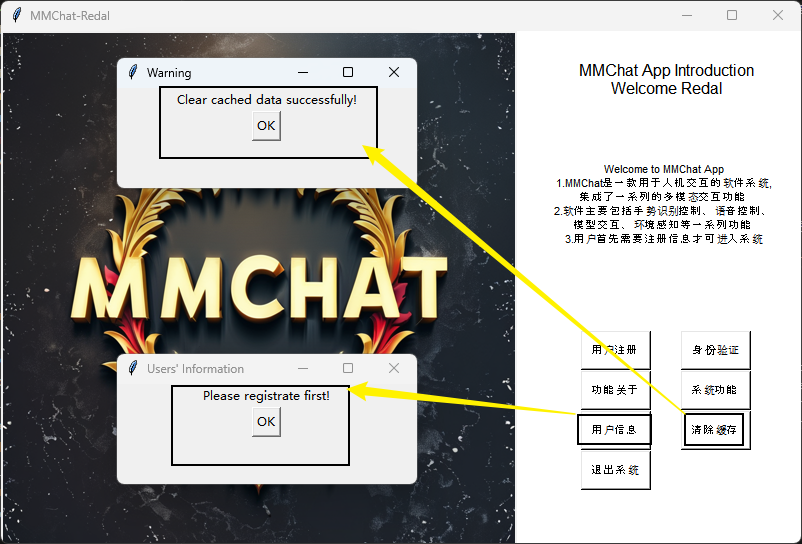 MMChat-Redal
Warning
Clear cached data successfully!
OK
MMCHAT
Users' Information
Please registrate first!
OK
MMChat App Introduction
Welcome Redal
Welcome to MMChat App
1.MMChat是一款用于人机交互的软件系统,
集成了一系列的多模态交互功能
2.软件主要包括手势识别控制、语音控制、
模型交互、环境感知等一系列功能
3.用户首先需要注册信息才可进入系统
用户注册
身份验证
功能关于
系统功能
用户信息
清除缓存
退出系统